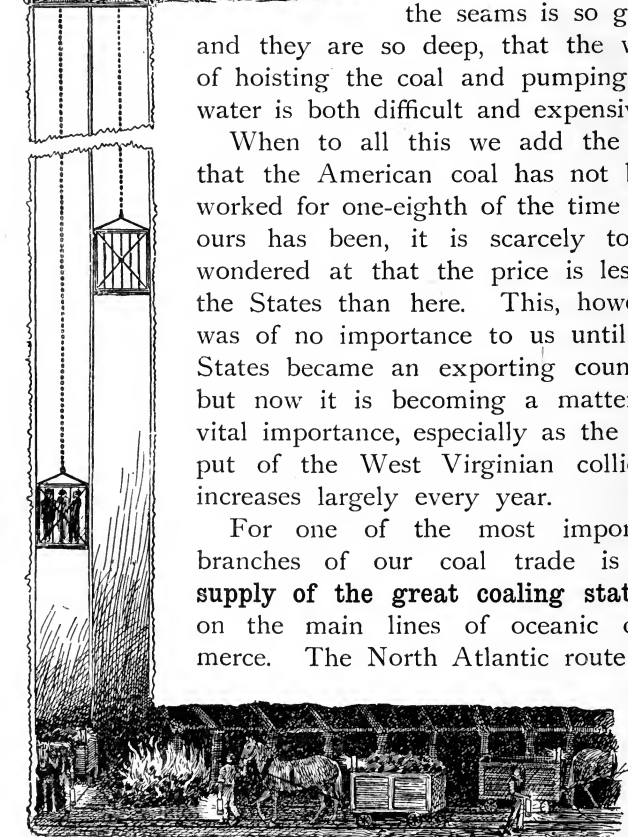 the seams is so g
and they are so deep, that the
of hoisting the coal and pumping
water is both difficult and expensiv
When to all this we add the
that the American coal has not
worked for one-eighth of the time
ours has been, it is scarcely to
wondered at that the price is les
the States than here. This, howe
was of no importance to us until
States became an exporting coun
but now it is becoming a matte
vital importance, especially as the
put of the West Virginian collie
increases largely every year.
For one of the most impor
branches of our coal trade is
supply of the great coaling stat
on the main lines of oceanic
merce. The North Atlantic route